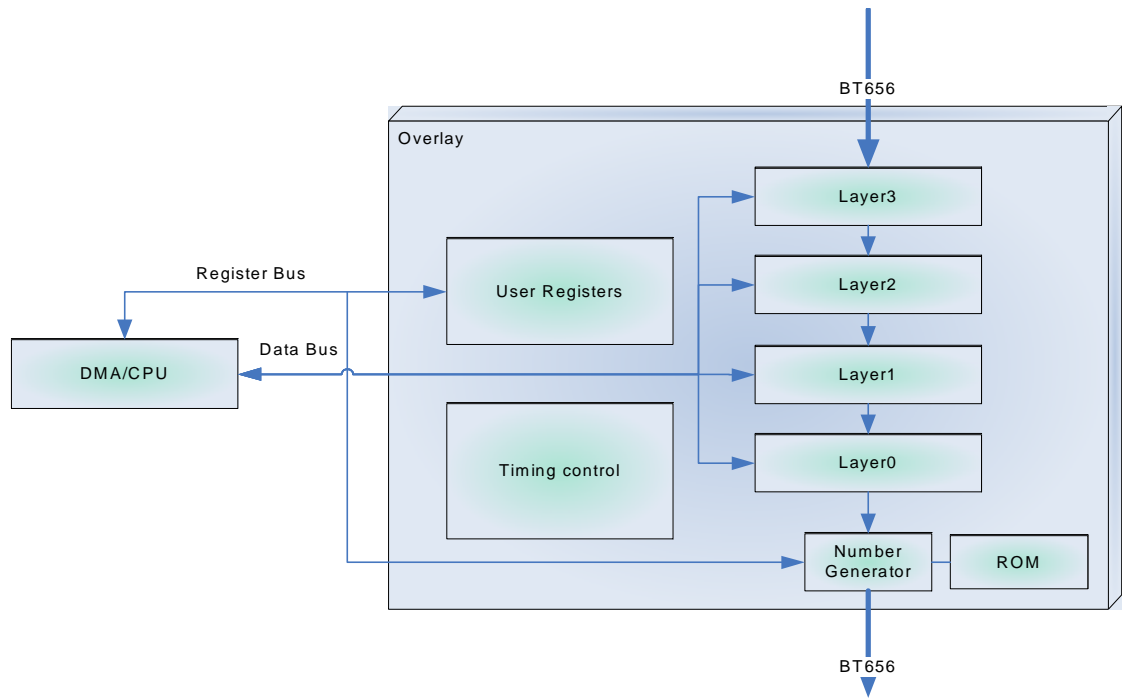 BT656
Overlay
Layer3
Register Bus
User Registers
Layer2
Data Bus
DMA/CPU
Layer1
Timing control
Layer0
Number
Generator
ROM
BT656